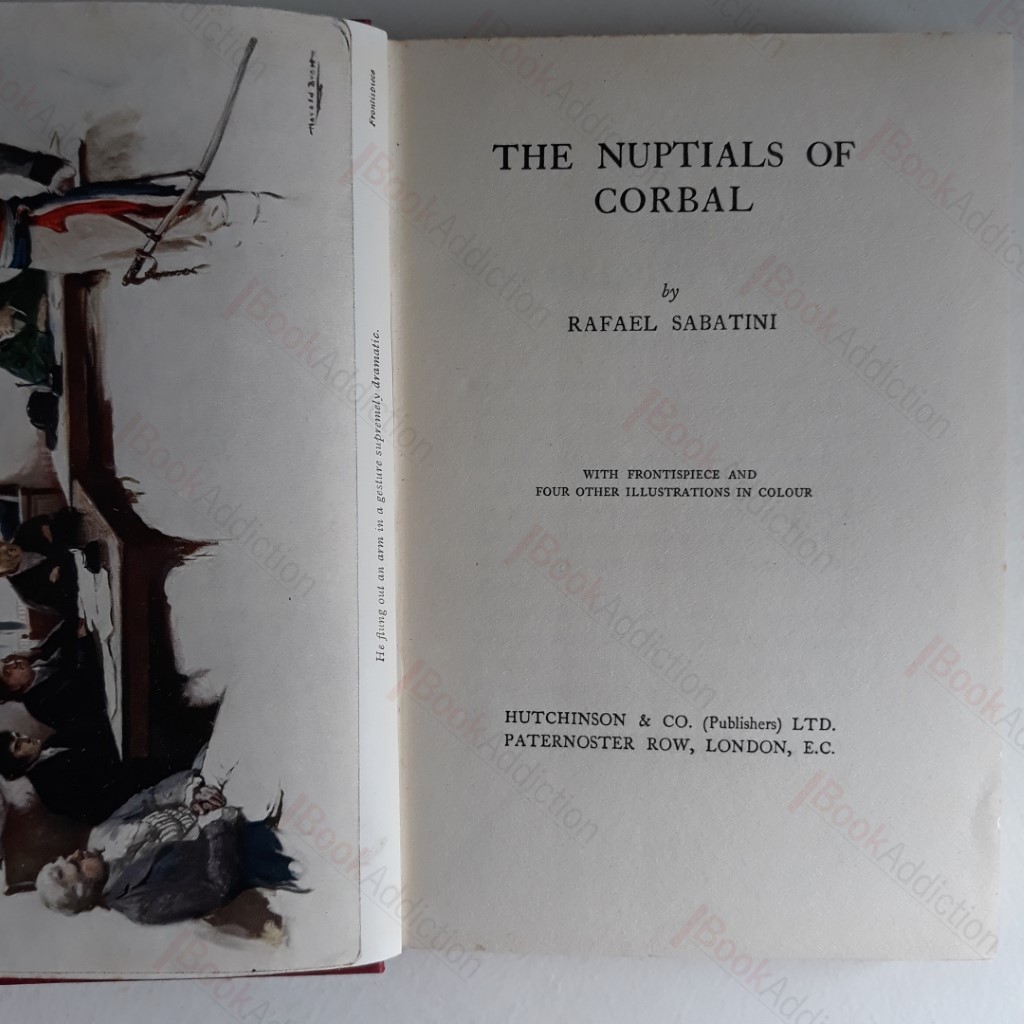 Frontispiece
He flung out an arm in a gesture supremely dramatic.
THE NUPTIALS OF
CORBAL
by
RAFAEL SABATINI
WITH FRONTISPIECE AND
FOUR OTHER ILLUSTRATIONS IN COLOUR
HUTCHINSON & CO. (Publishers) LTD.
PATERNOSTER ROW, LONDON, E.C.
BookAddiction